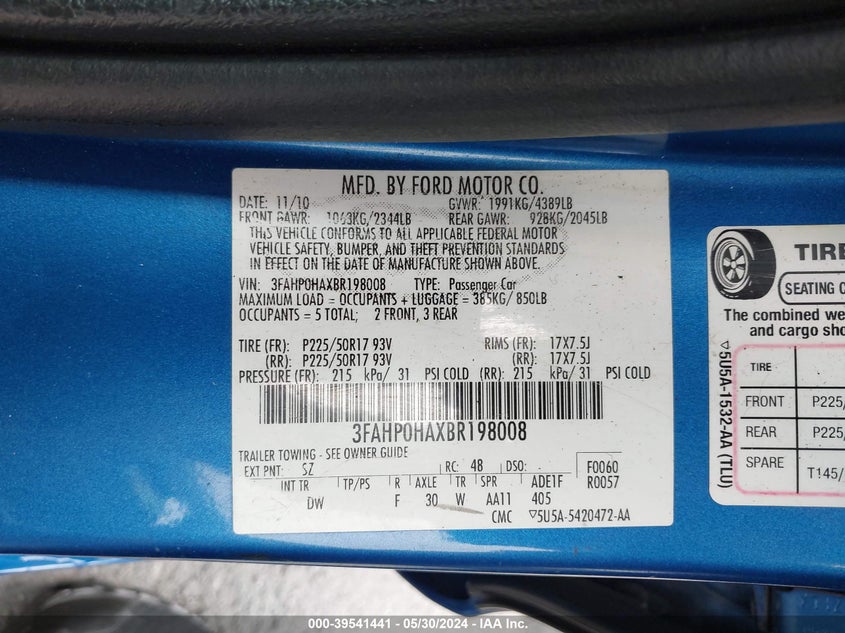 MFD. BY FORD MOTOR CO.
DATE: 11/10 GVWR: 1991KG/4389LB
FRONT GAWR: 1063KG/2344LB REAR GAWR: 928KG/2045LB
THIS VEHICLE CONFORMS TO ALL APPLICABLE FEDERAL MOTOR
VEHICLE SAFETY, BUMPER, AND THEFT PREVENTION STANDARDS
IN EFFECT ON THE DATE OF MANUFACTURE SHOWN ABOVE.
VIN: 3FAHP0HAXBR198008 TYPE: Passenger Car
MAXIMUM LOAD = OCCUPANTS + LUGGAGE = 385KG/ 850LB
OCCUPANTS = 5 TOTAL; 2 FRONT, 3 REAR
TIRE (FR): P225/50R17 93V RIMS (FR): 17X7.5J
(RR): P225/50R17 93V (RR): 17X7.5J
PRESSURE (FR): 215 kPa/ 31 PSI COLD (RR): 215 kPa/ 31 PSI COLD
3FAHP0HAXBR198008
TRAILER TOWING - SEE OWNER GUIDE
EXT PNT: SZ RC: 48 DSO: F0060
INT TR TP/PS R AXLE TR SPR ADE1F R0057
DW F 30 W AA11 405
CMC ▽5U5A-5420472-AA
▽5U5A-1532-AA (TLU)
TIRE
SEATING C
The combined we
and cargo sho
TIRE
FRONT P225/
REAR P225/
SPARE T145/
000-39541441 - 05/30/2024 - IAA Inc.